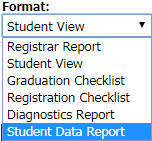 Format:
Student View
Registrar Report
Student View
Graduation Checklist
Registration Checklist
Diagnostics Report
Student Data Report